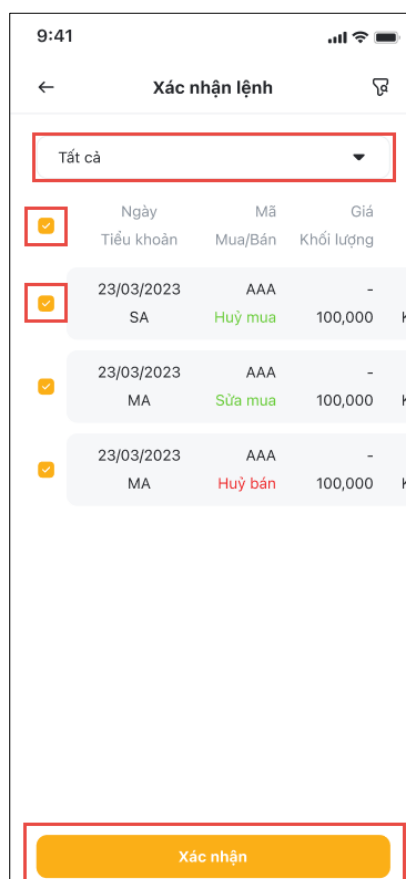 9:41
Xác nhận lệnh
Tất cả
Ngày Mã Giá
Tiểu khoản Mua/Bán Khối lượng
23/03/2023 AAA -
SA Huỷ mua 100,000
23/03/2023 AAA -
MA Sửa mua 100,000
23/03/2023 AAA -
MA Huỷ bán 100,000
Xác nhận